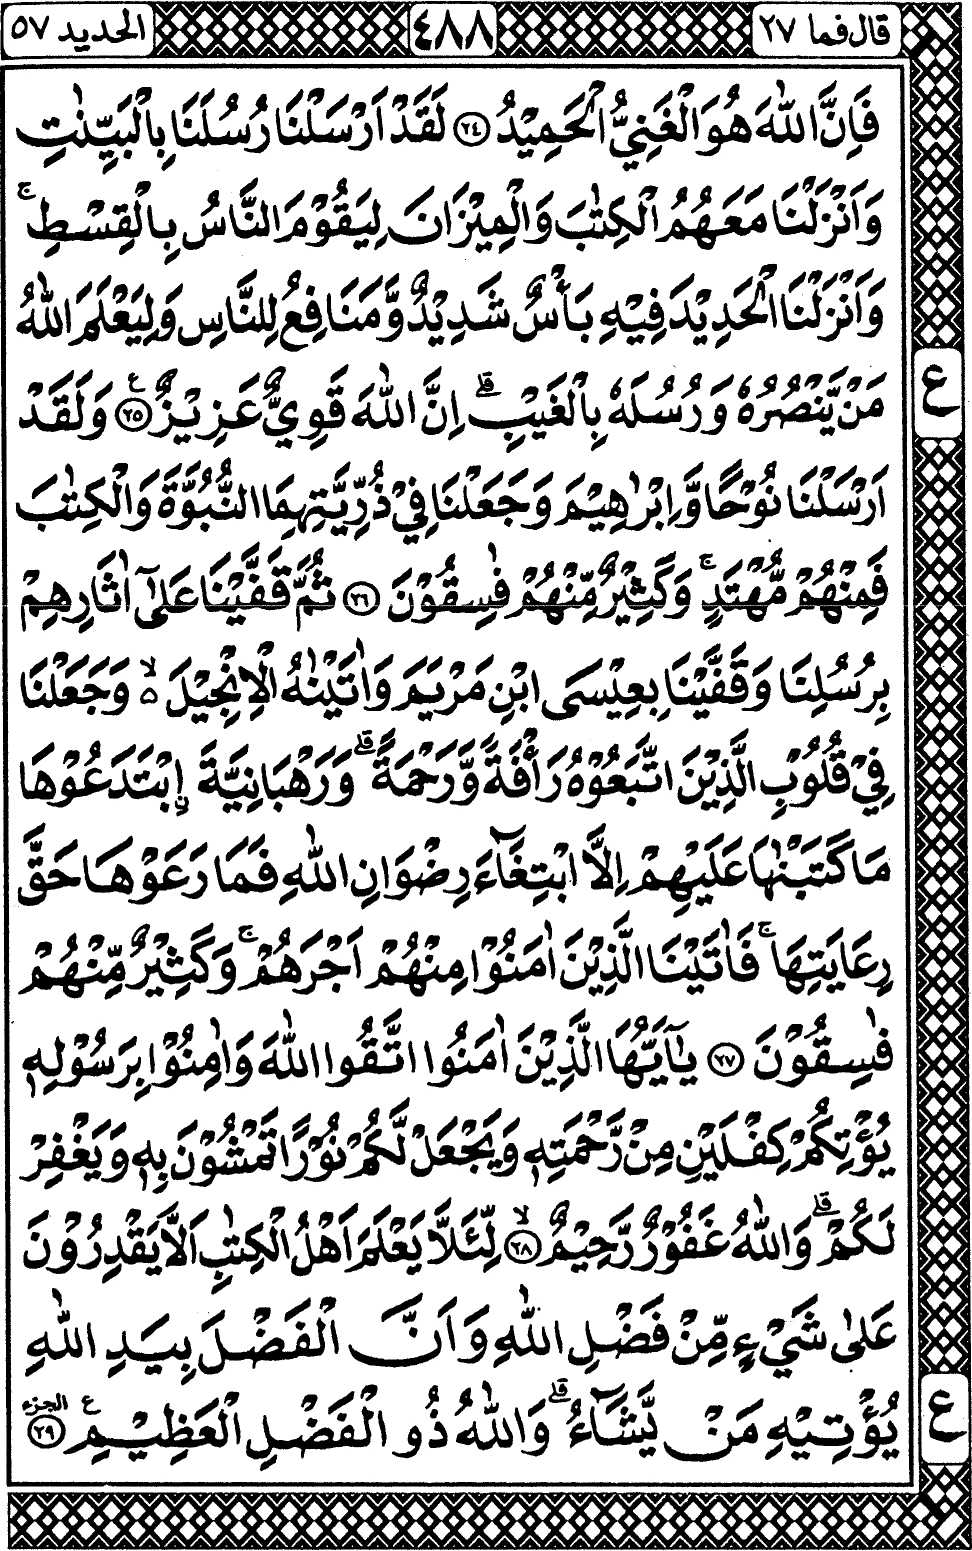 قال فما ٢٧ ٤٨٨ الحديد ٥٧
فَاِنَّ اللّٰهَ هُوَ الْغَنِيُّ الْحَمِيْدُ ﴿٢٤﴾ لَقَدْ اَرْسَلْنَا رُسُلَنَا بِالْبَيِّنٰتِ
وَاَنْزَلْنَا مَعَهُمُ الْكِتٰبَ وَالْمِيْزَانَ لِيَقُوْمَ النَّاسُ بِالْقِسْطِ ۚ
وَاَنْزَلْنَا الْحَدِيْدَ فِيْهِ بَاْسٌ شَدِيْدٌ وَّمَنَافِعُ لِلنَّاسِ وَلِيَعْلَمَ اللّٰهُ
مَنْ يَّنْصُرُهٗ وَرُسُلَهٗ بِالْغَيْبِ ۗ اِنَّ اللّٰهَ قَوِيٌّ عَزِيْزٌ ﴿٢٥﴾ ع وَلَقَدْ
ع
اَرْسَلْنَا نُوْحًا وَّاِبْرٰهِيْمَ وَجَعَلْنَا فِيْ ذُرِّيَّتِهِمَا النُّبُوَّةَ وَالْكِتٰبَ
فَمِنْهُمْ مُّهْتَدٍ ۚ وَكَثِيْرٌ مِّنْهُمْ فٰسِقُوْنَ ﴿٢٦﴾ ثُمَّ قَفَّيْنَا عَلٰٓى اٰثَارِهِمْ
بِرُسُلِنَا وَقَفَّيْنَا بِعِيْسَى ابْنِ مَرْيَمَ وَاٰتَيْنٰهُ الْاِنْجِيْلَ ۵ۙ وَجَعَلْنَا
فِيْ قُلُوْبِ الَّذِيْنَ اتَّبَعُوْهُ رَاْفَةً وَّرَحْمَةً ۗ وَرَهْبَانِيَّةَ ِۨابْتَدَعُوْهَا
مَا كَتَبْنٰهَا عَلَيْهِمْ اِلَّا ابْتِغَآءَ رِضْوَانِ اللّٰهِ فَمَا رَعَوْهَا حَقَّ
رِعَايَتِهَا ۚ فَاٰتَيْنَا الَّذِيْنَ اٰمَنُوْا مِنْهُمْ اَجْرَهُمْ ۚ وَكَثِيْرٌ مِّنْهُمْ
فٰسِقُوْنَ ﴿٢٧﴾ يٰٓاَيُّهَا الَّذِيْنَ اٰمَنُوا اتَّقُوا اللّٰهَ وَاٰمِنُوْا بِرَسُوْلِهٖ
يُؤْتِكُمْ كِفْلَيْنِ مِنْ رَّحْمَتِهٖ وَيَجْعَلْ لَّكُمْ نُوْرًا تَمْشُوْنَ بِهٖ وَيَغْفِرْ
لَكُمْ ۗ وَاللّٰهُ غَفُوْرٌ رَّحِيْمٌ ﴿٢٨﴾ۙ لِّئَلَّا يَعْلَمَ اَهْلُ الْكِتٰبِ اَلَّا يَقْدِرُوْنَ
عَلٰى شَيْءٍ مِّنْ فَضْلِ اللّٰهِ وَاَنَّ الْفَضْلَ بِيَدِ اللّٰهِ
يُؤْتِيْهِ مَنْ يَّشَآءُ ۗ وَاللّٰهُ ذُو الْفَضْلِ الْعَظِيْمِ ع ﴿٢٩﴾ الجزء
ع